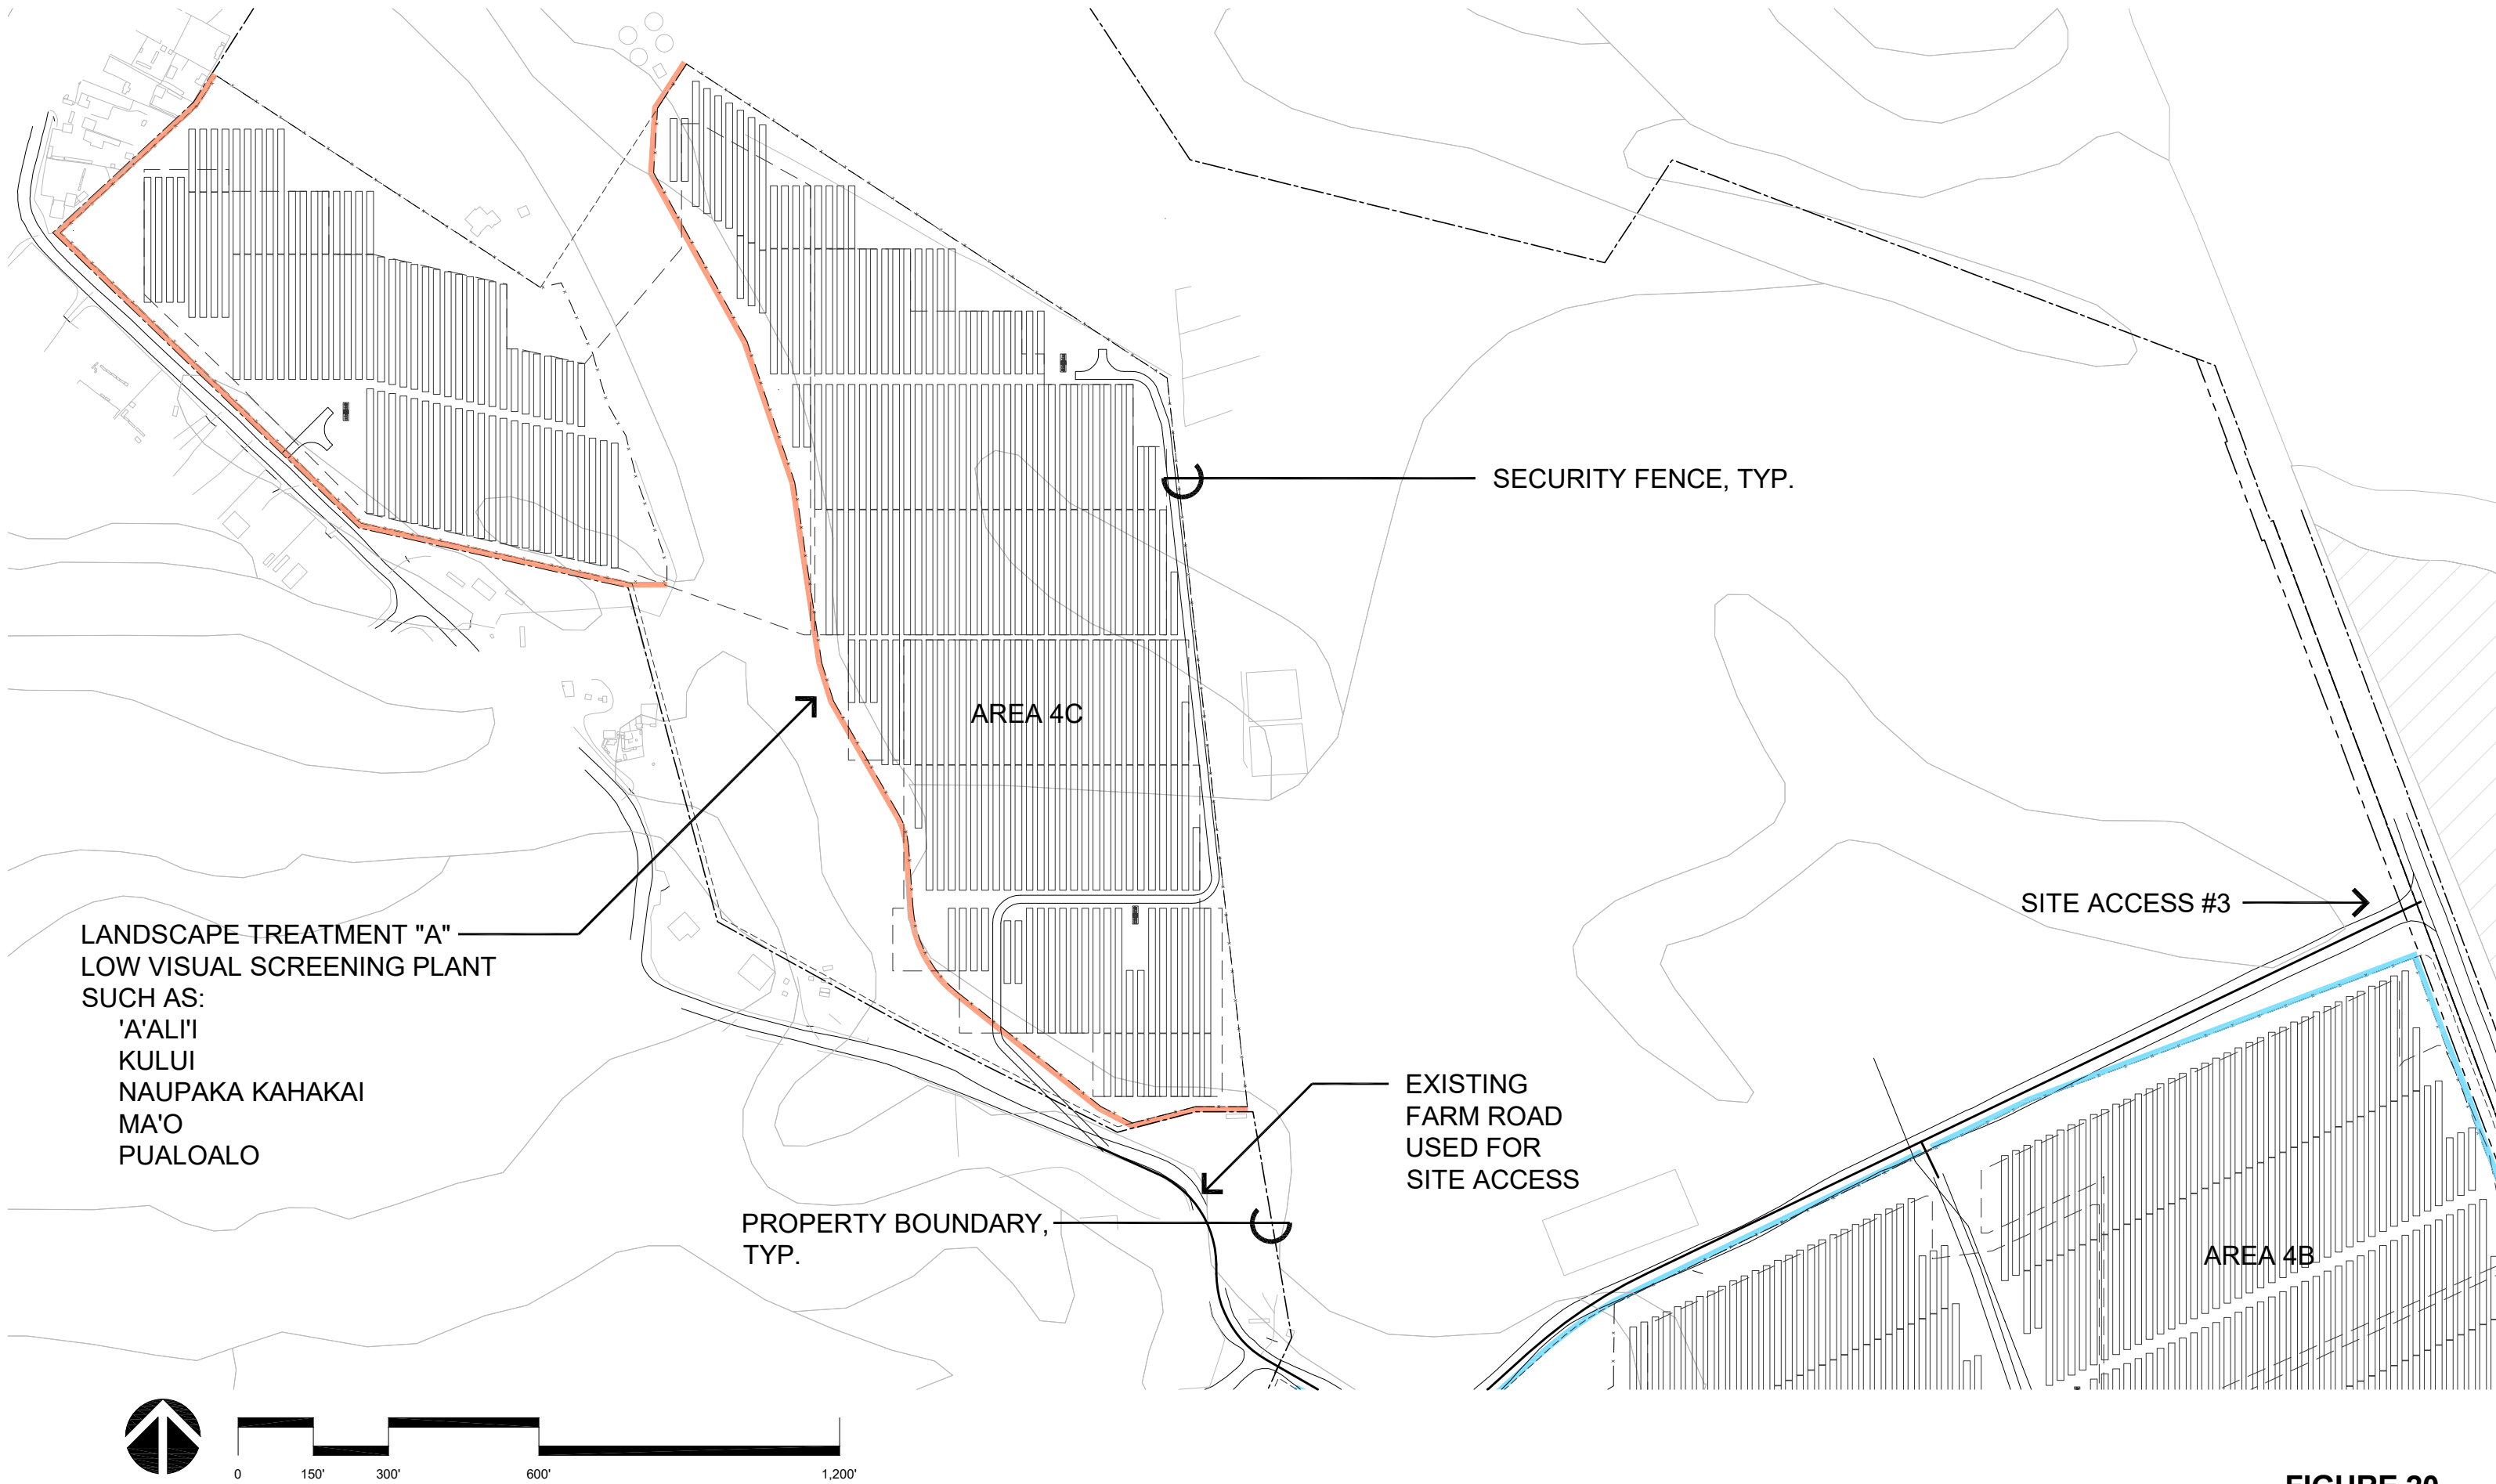 SECURITY FENCE, TYP.
AREA 4C
SITE ACCESS #3
LANDSCAPE TREATMENT "A"
LOW VISUAL SCREENING PLANT
SUCH AS:
'A'ALI'I
KULUI
NAUPAKA KAHAKAI
MA'O
PUALOALO
EXISTING
FARM ROAD
USED FOR
SITE ACCESS
PROPERTY BOUNDARY,
TYP.
AREA 4B
0 150' 300' 600' 1,200'
FIGURE 20